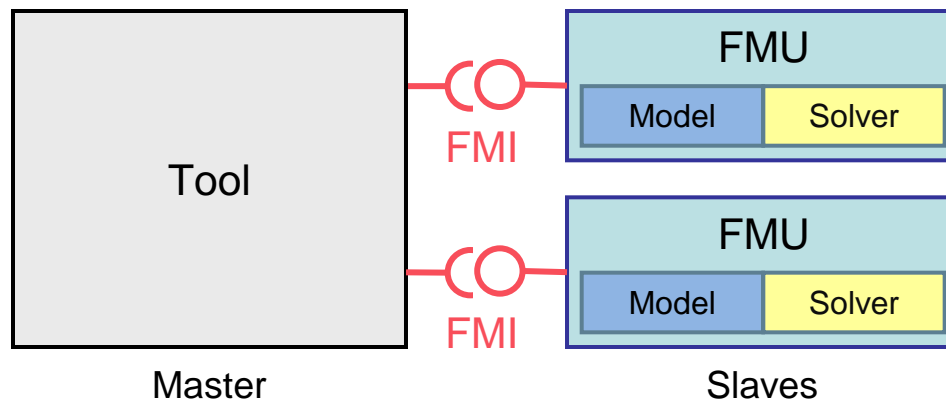 Tool
FMI
FMI
FMU
Model Solver
FMU
Model Solver
Master
Slaves